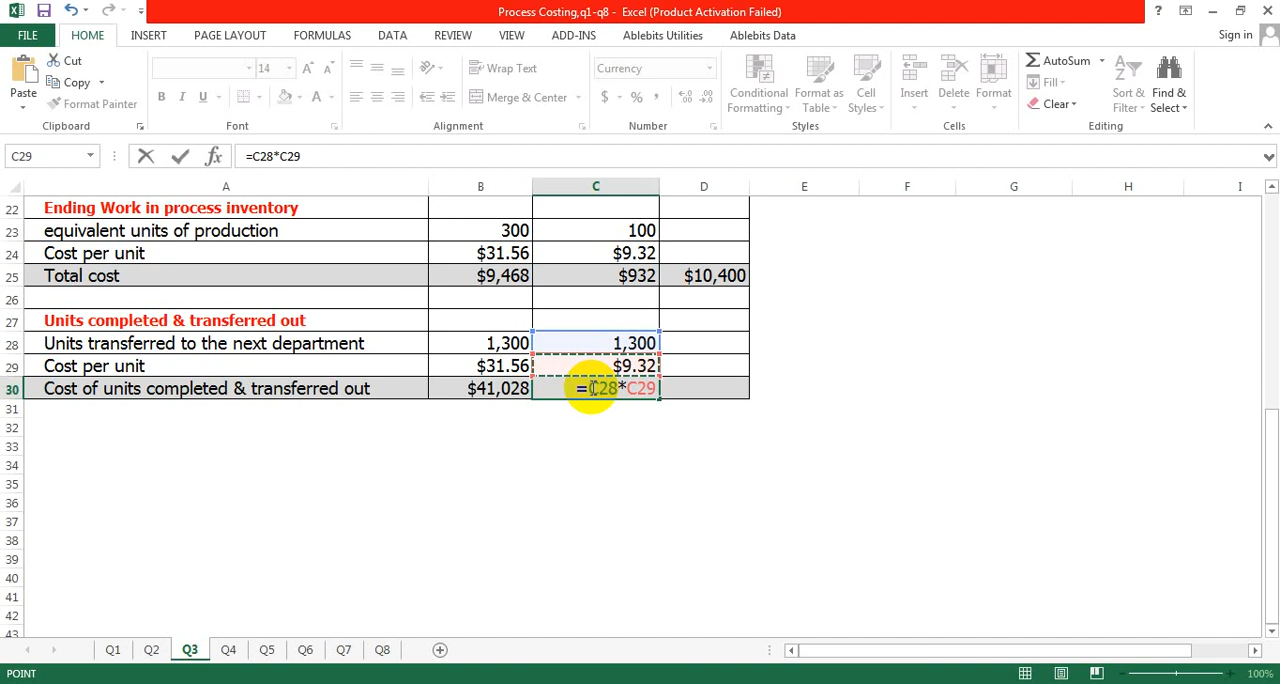 Process Costing,q1-q8 - Excel (Product Activation Failed)
FILE HOME INSERT PAGE LAYOUT FORMULAS DATA REVIEW VIEW ADD-INS Ablebits Utilities Ablebits Data Sign in
Cut
Copy
Format Painter
Paste
14
B I U
Wrap Text
Merge & Center
Currency
$ % ,
Conditional Formatting
Format as Table
Cell Styles
Insert Delete Format
AutoSum
Fill
Clear
Sort & Filter
Find & Select
Clipboard Font Alignment Number Styles Cells Editing
C29 fx =C28*C29
A B C D E F G H I
22 Ending Work in process inventory
23 equivalent units of production 300 100
24 Cost per unit $31.56 $9.32
25 Total cost $9,468 $932 $10,400
26
27 Units completed & transferred out
28 Units transferred to the next department 1,300 1,300
29 Cost per unit $31.56 $9.32
30 Cost of units completed & transferred out $41,028 =C28*C29
31
32
33
34
35
36
37
38
39
40
41
42
43
Q1 Q2 Q3 Q4 Q5 Q6 Q7 Q8
POINT 100%